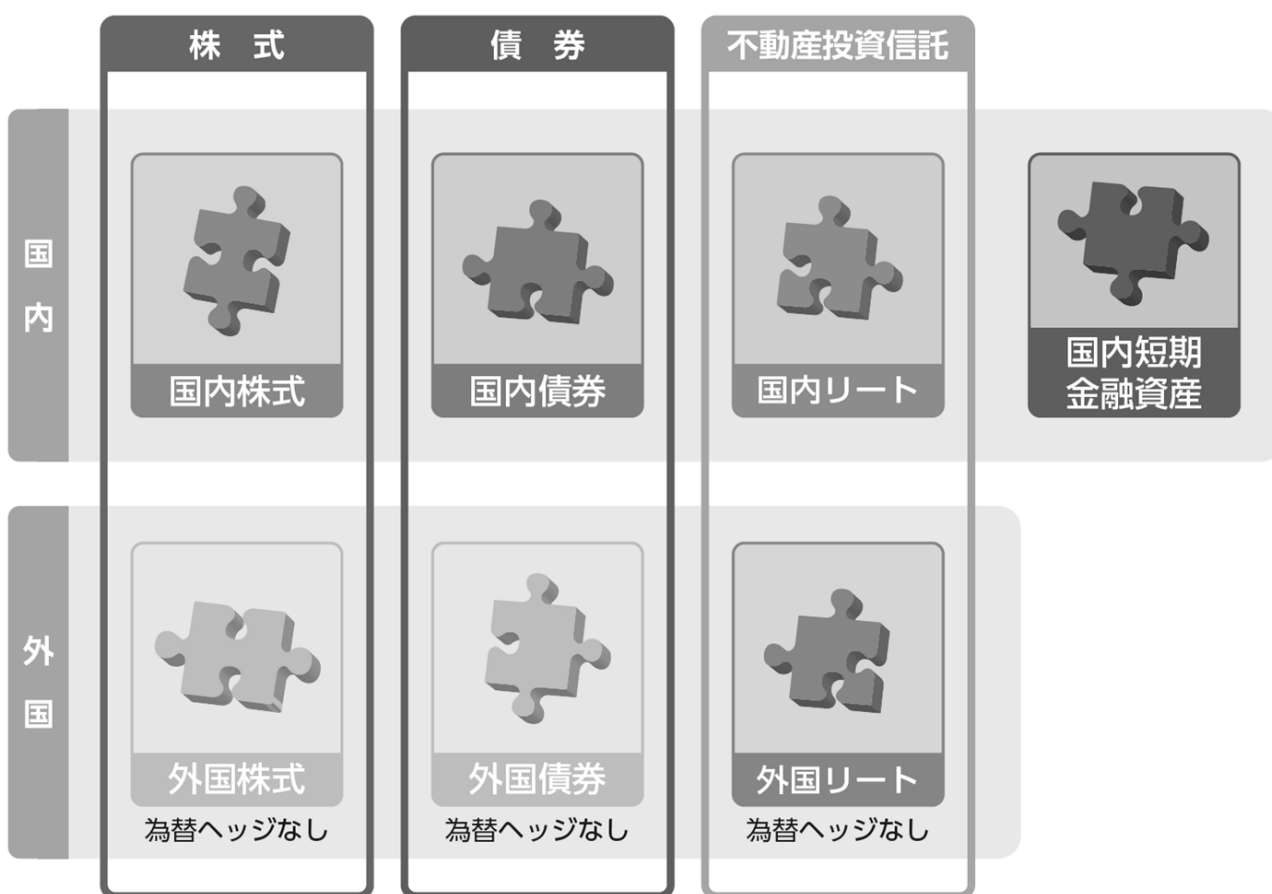 株 式
債 券
不動産投資信託
国内
国内株式
国内債券
国内リート
国内短期
金融資産
外国
外国株式
為替ヘッジなし
外国債券
為替ヘッジなし
外国リート
為替ヘッジなし